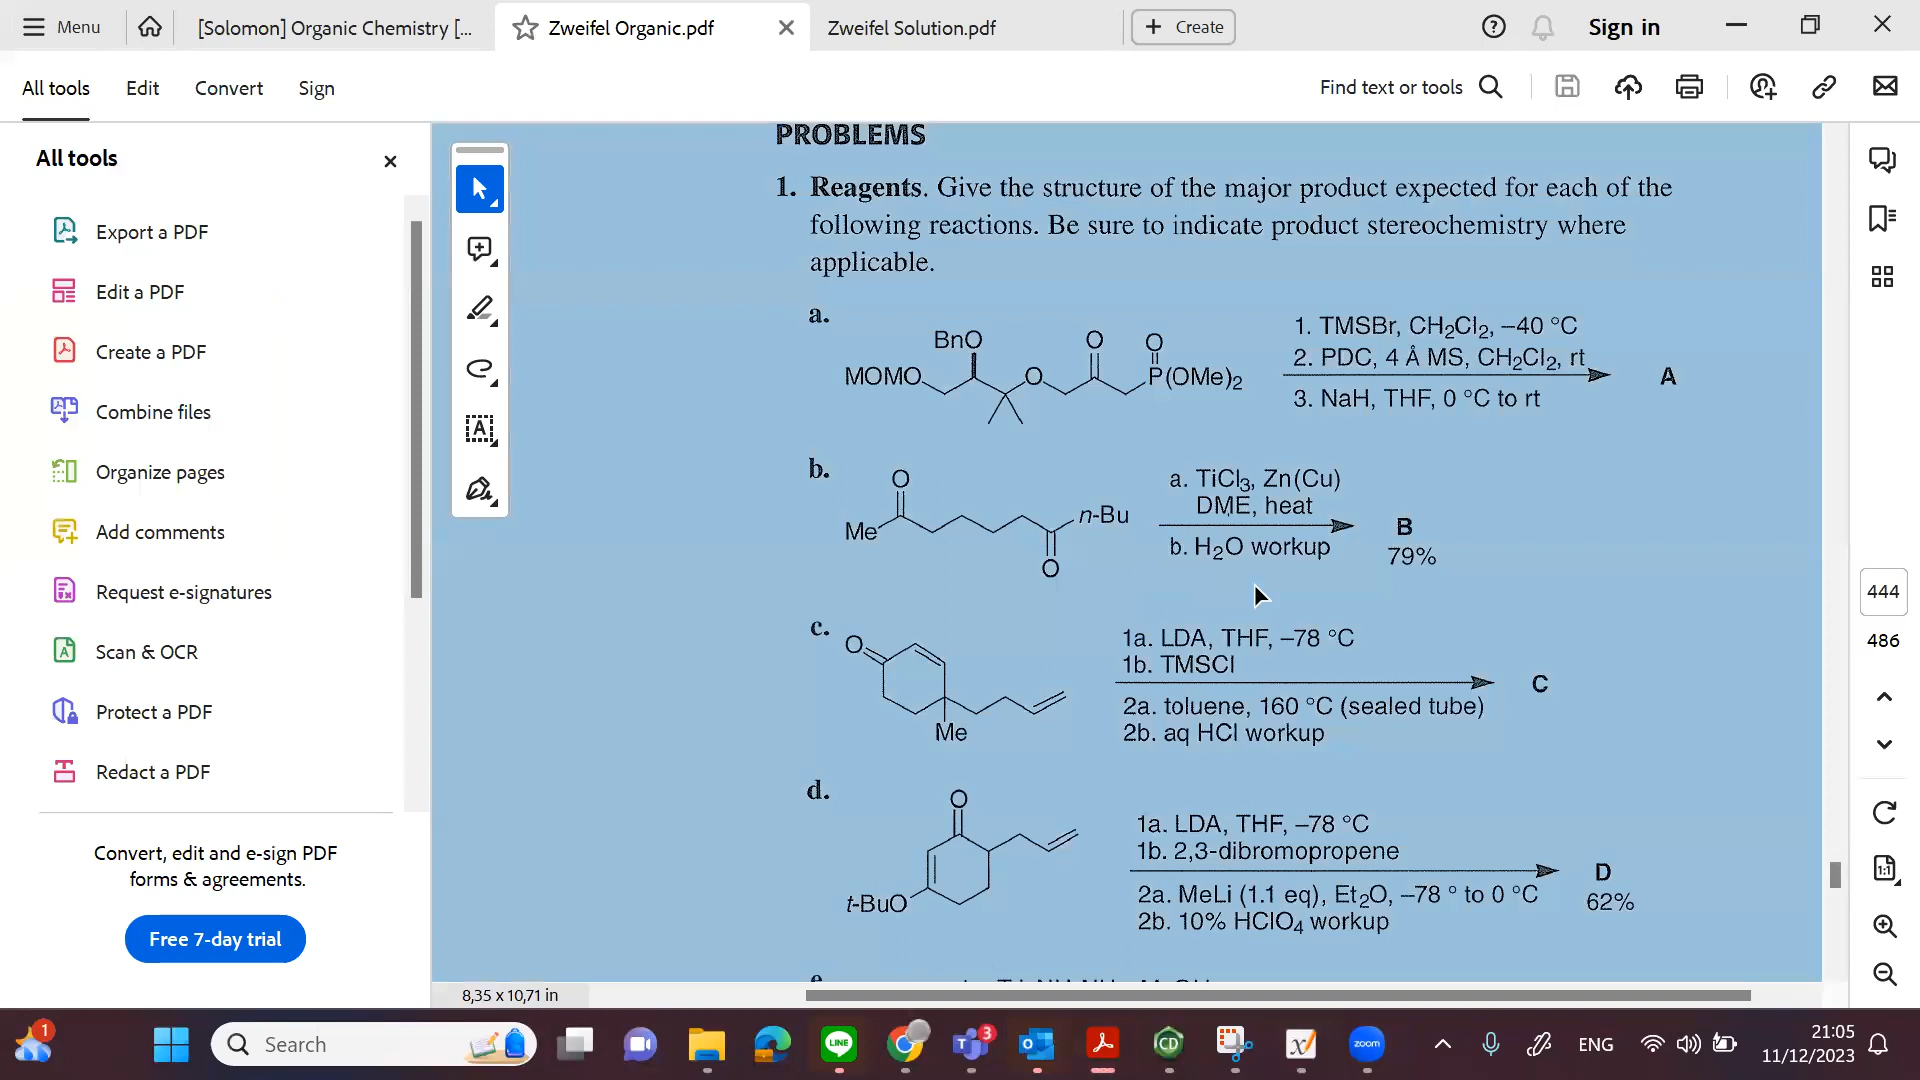 Menu
[Solomon] Organic Chemistry [...
Zweifel Organic.pdf
Zweifel Solution.pdf
+ Create
Sign in
All tools
Edit
Convert
Sign
Find text or tools
All tools
Export a PDF
Edit a PDF
Create a PDF
Combine files
Organize pages
Add comments
Request e-signatures
Scan & OCR
Protect a PDF
Redact a PDF
Convert, edit and e-sign PDF
forms & agreements.
Free 7-day trial
PROBLEMS
1. Reagents. Give the structure of the major product expected for each of the
following reactions. Be sure to indicate product stereochemistry where
applicable.
a.
BnO
O
O
MOMO
O
P(OMe)2
1. TMSBr, CH2Cl2, –40 °C
2. PDC, 4 Å MS, CH2Cl2, rt
3. NaH, THF, 0 °C to rt
A
b.
O
Me
n-Bu
O
a. TiCl3, Zn(Cu)
DME, heat
b. H2O workup
B
79%
c.
O
Me
1a. LDA, THF, –78 °C
1b. TMSCl
2a. toluene, 160 °C (sealed tube)
2b. aq HCl workup
C
d.
O
t-BuO
1a. LDA, THF, –78 °C
1b. 2,3-dibromopropene
2a. MeLi (1.1 eq), Et2O, –78 ° to 0 °C
2b. 10% HClO4 workup
D
62%
444
486
8,35 x 10,71 in
1
Search
LINE
3
CD
zoom
ENG
21:05
11/12/2023